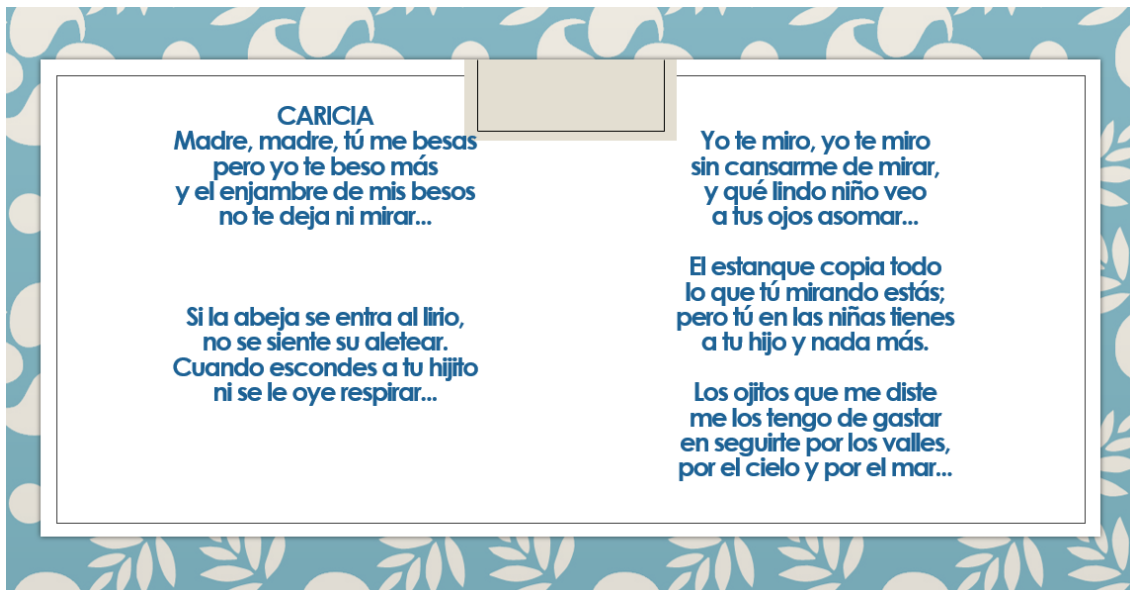 CARICIA
Madre, madre, tú me besas
pero yo te beso más
y el enjambre de mis besos
no te deja ni mirar...
Si la abeja se entra al lirio,
no se siente su aletear.
Cuando escondes a tu hijito
ni se le oye respirar...
Yo te miro, yo te miro
sin cansarme de mirar,
y qué lindo niño veo
a tus ojos asomar...
El estanque copia todo
lo que tú mirando estás;
pero tú en las niñas tienes
a tu hijo y nada más.
Los ojitos que me diste
me los tengo de gastar
en seguirte por los valles,
por el cielo y por el mar...